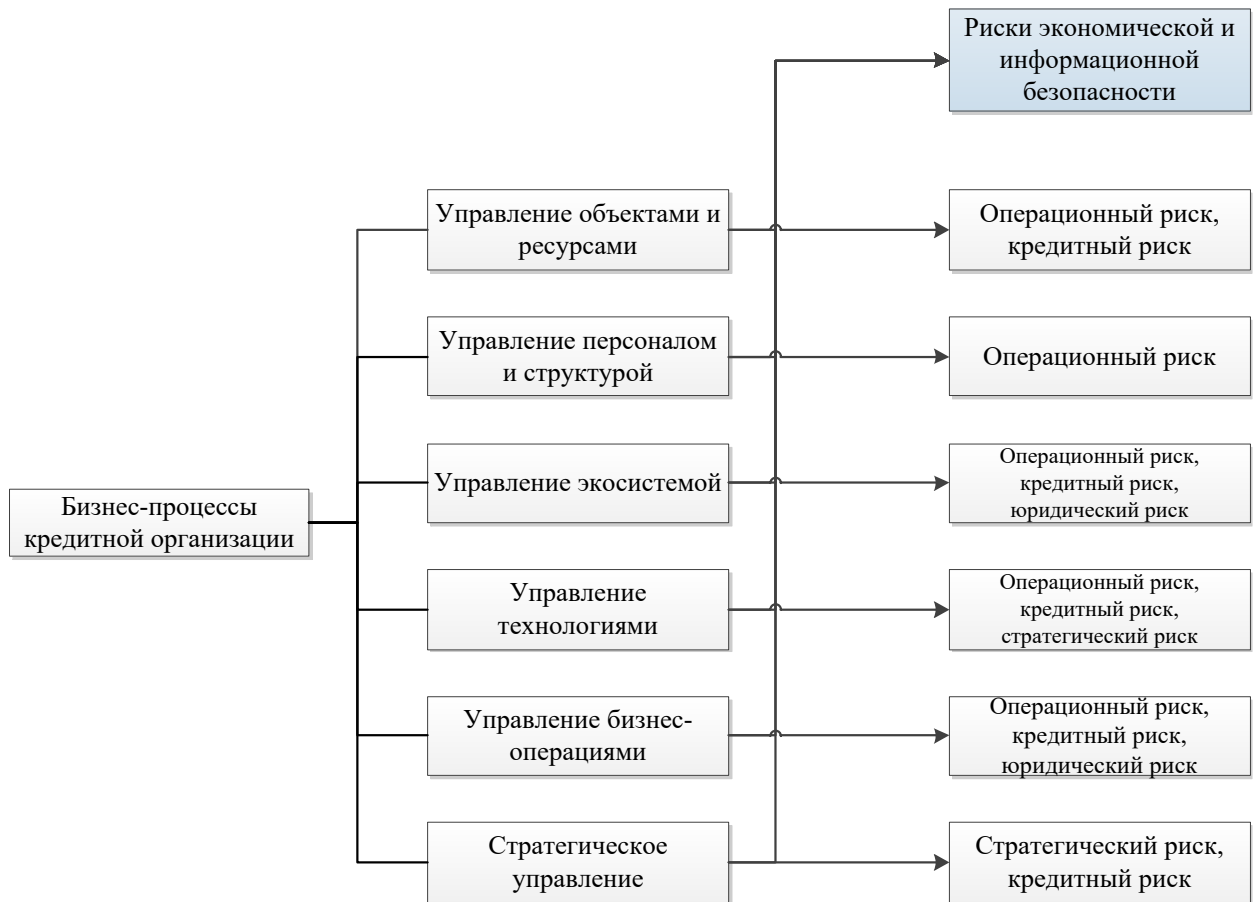 Риски экономической и
информационной
безопасности
Управление объектами и
ресурсами
Операционный риск,
кредитный риск
Управление персоналом
и структурой
Операционный риск
Бизнес-процессы
кредитной организации
Управление экосистемой
Операционный риск,
кредитный риск,
юридический риск
Управление
технологиями
Операционный риск,
кредитный риск,
стратегический риск
Управление бизнес-
операциями
Операционный риск,
кредитный риск,
юридический риск
Стратегическое
управление
Стратегический риск,
кредитный риск